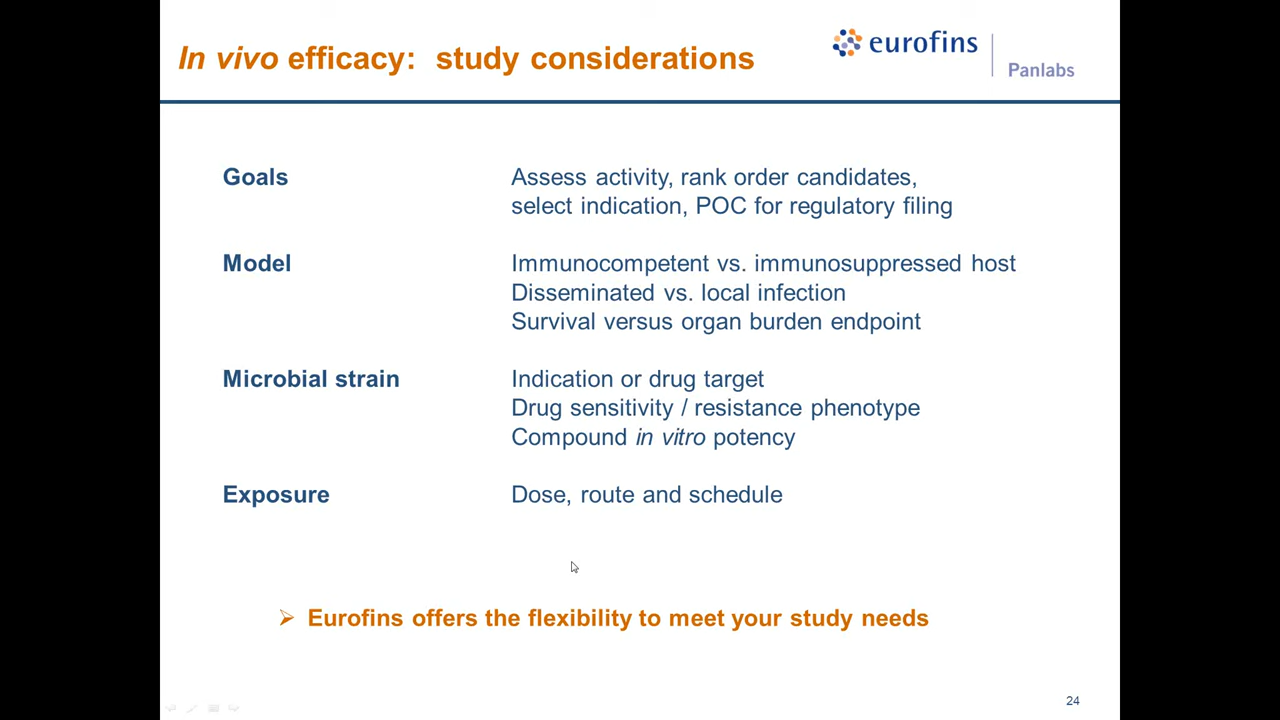 In vivo efficacy: study considerations
eurofins
Panlabs
Goals
Assess activity, rank order candidates,
select indication, POC for regulatory filing
Model
Immunocompetent vs. immunosuppressed host
Disseminated vs. local infection
Survival versus organ burden endpoint
Microbial strain
Indication or drug target
Drug sensitivity / resistance phenotype
Compound in vitro potency
Exposure
Dose, route and schedule
➢ Eurofins offers the flexibility to meet your study needs
24